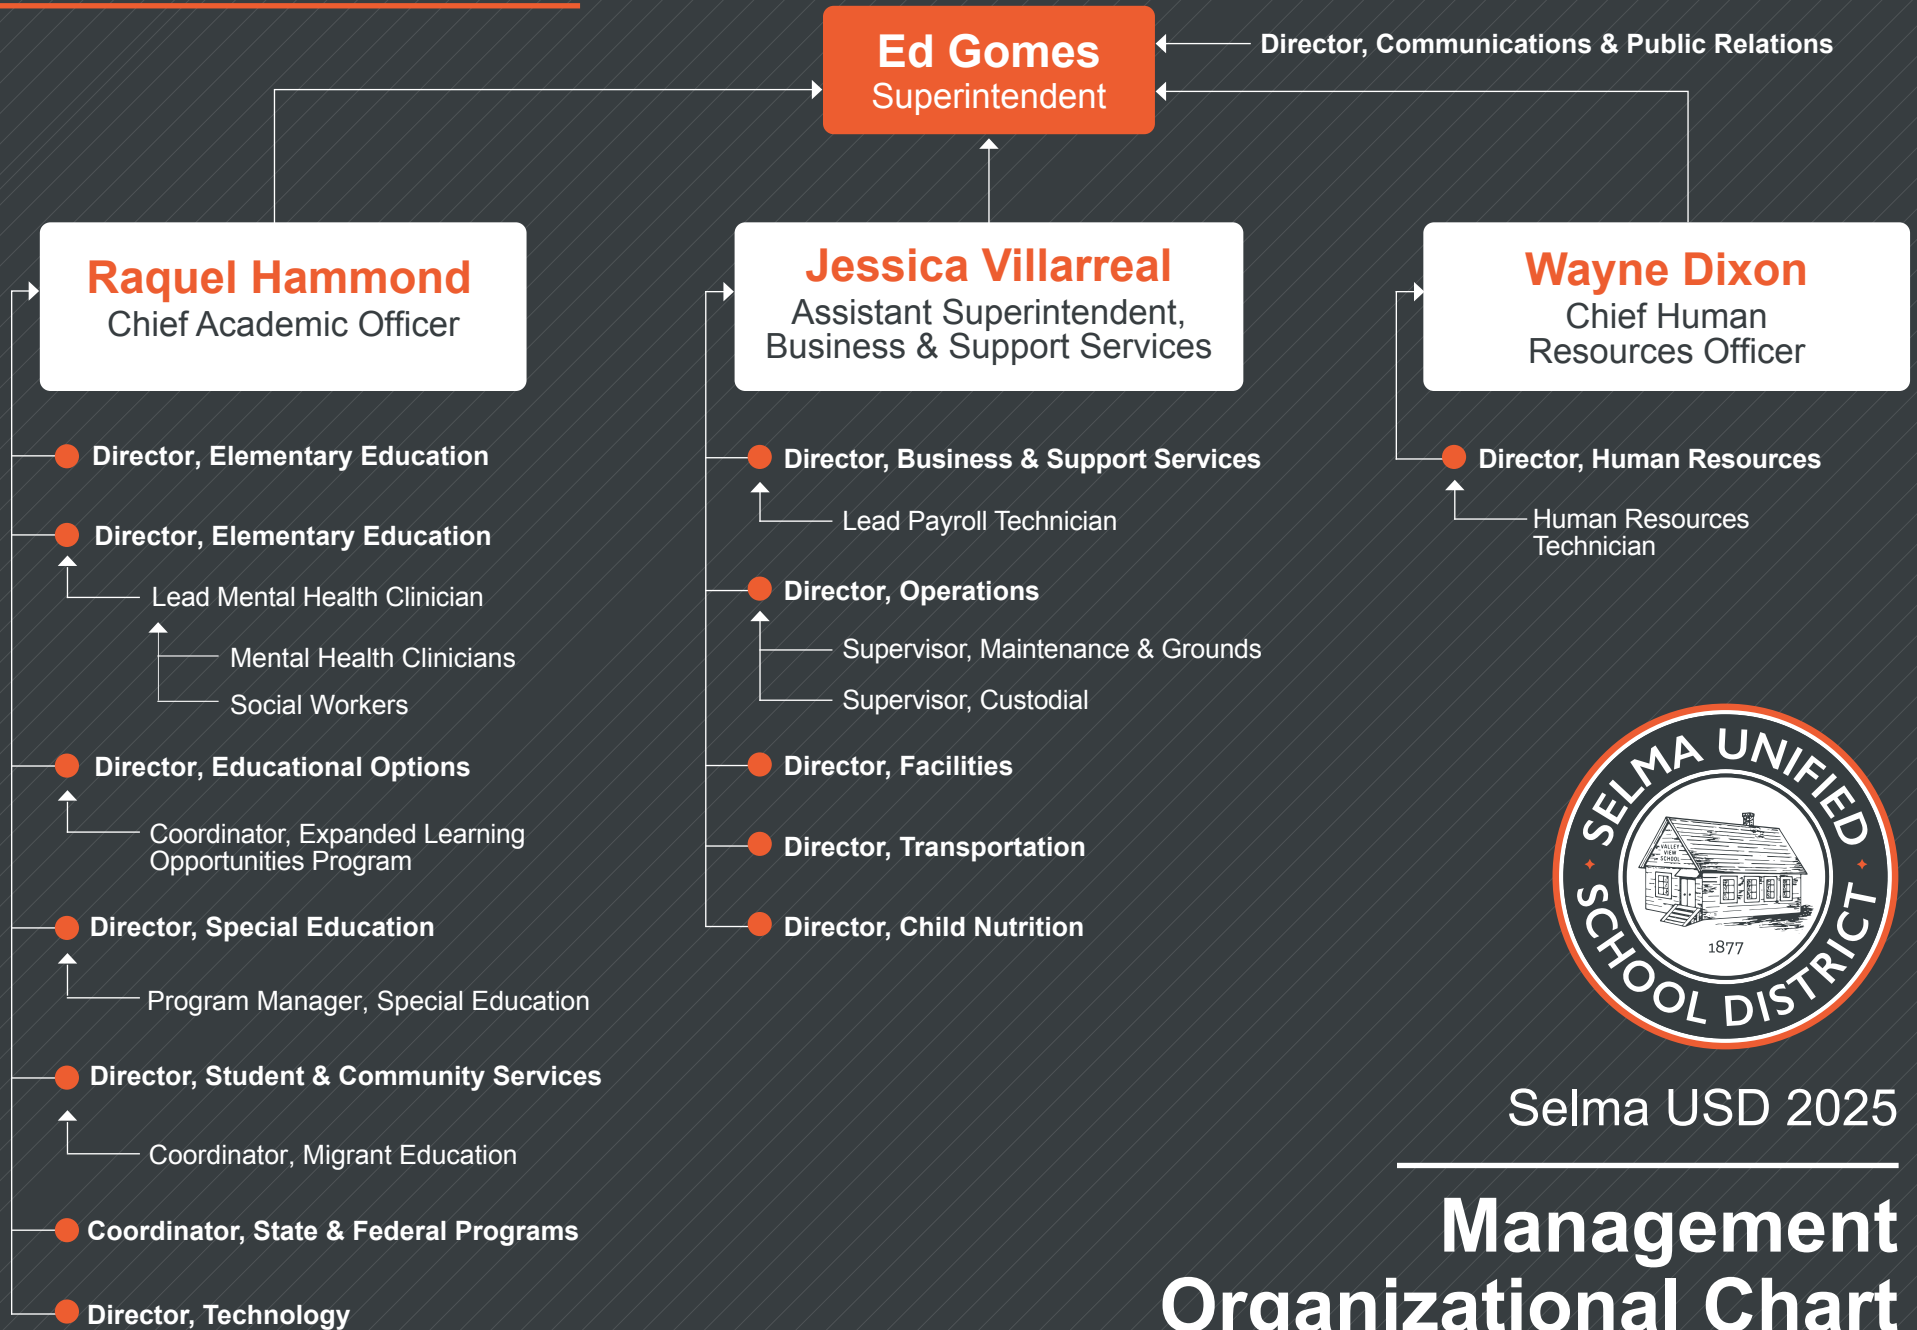 Ed Gomes
Superintendent
Director, Communications & Public Relations
Raquel Hammond
Chief Academic Officer
Director, Elementary Education
Director, Elementary Education
Lead Mental Health Clinician
Mental Health Clinicians
Social Workers
Director, Educational Options
Coordinator, Expanded Learning
Opportunities Program
Director, Special Education
Program Manager, Special Education
Director, Student & Community Services
Coordinator, Migrant Education
Coordinator, State & Federal Programs
Director, Technology
Jessica Villarreal
Assistant Superintendent,
Business & Support Services
Director, Business & Support Services
Lead Payroll Technician
Director, Operations
Supervisor, Maintenance & Grounds
Supervisor, Custodial
Director, Facilities
Director, Transportation
Director, Child Nutrition
Wayne Dixon
Chief Human
Resources Officer
Director, Human Resources
Human Resources
Technician
SELMA UNIFIED
SCHOOL DISTRICT
VALLEY
VIEW
SCHOOL
1877
Selma USD 2025
Management
Organizational Chart